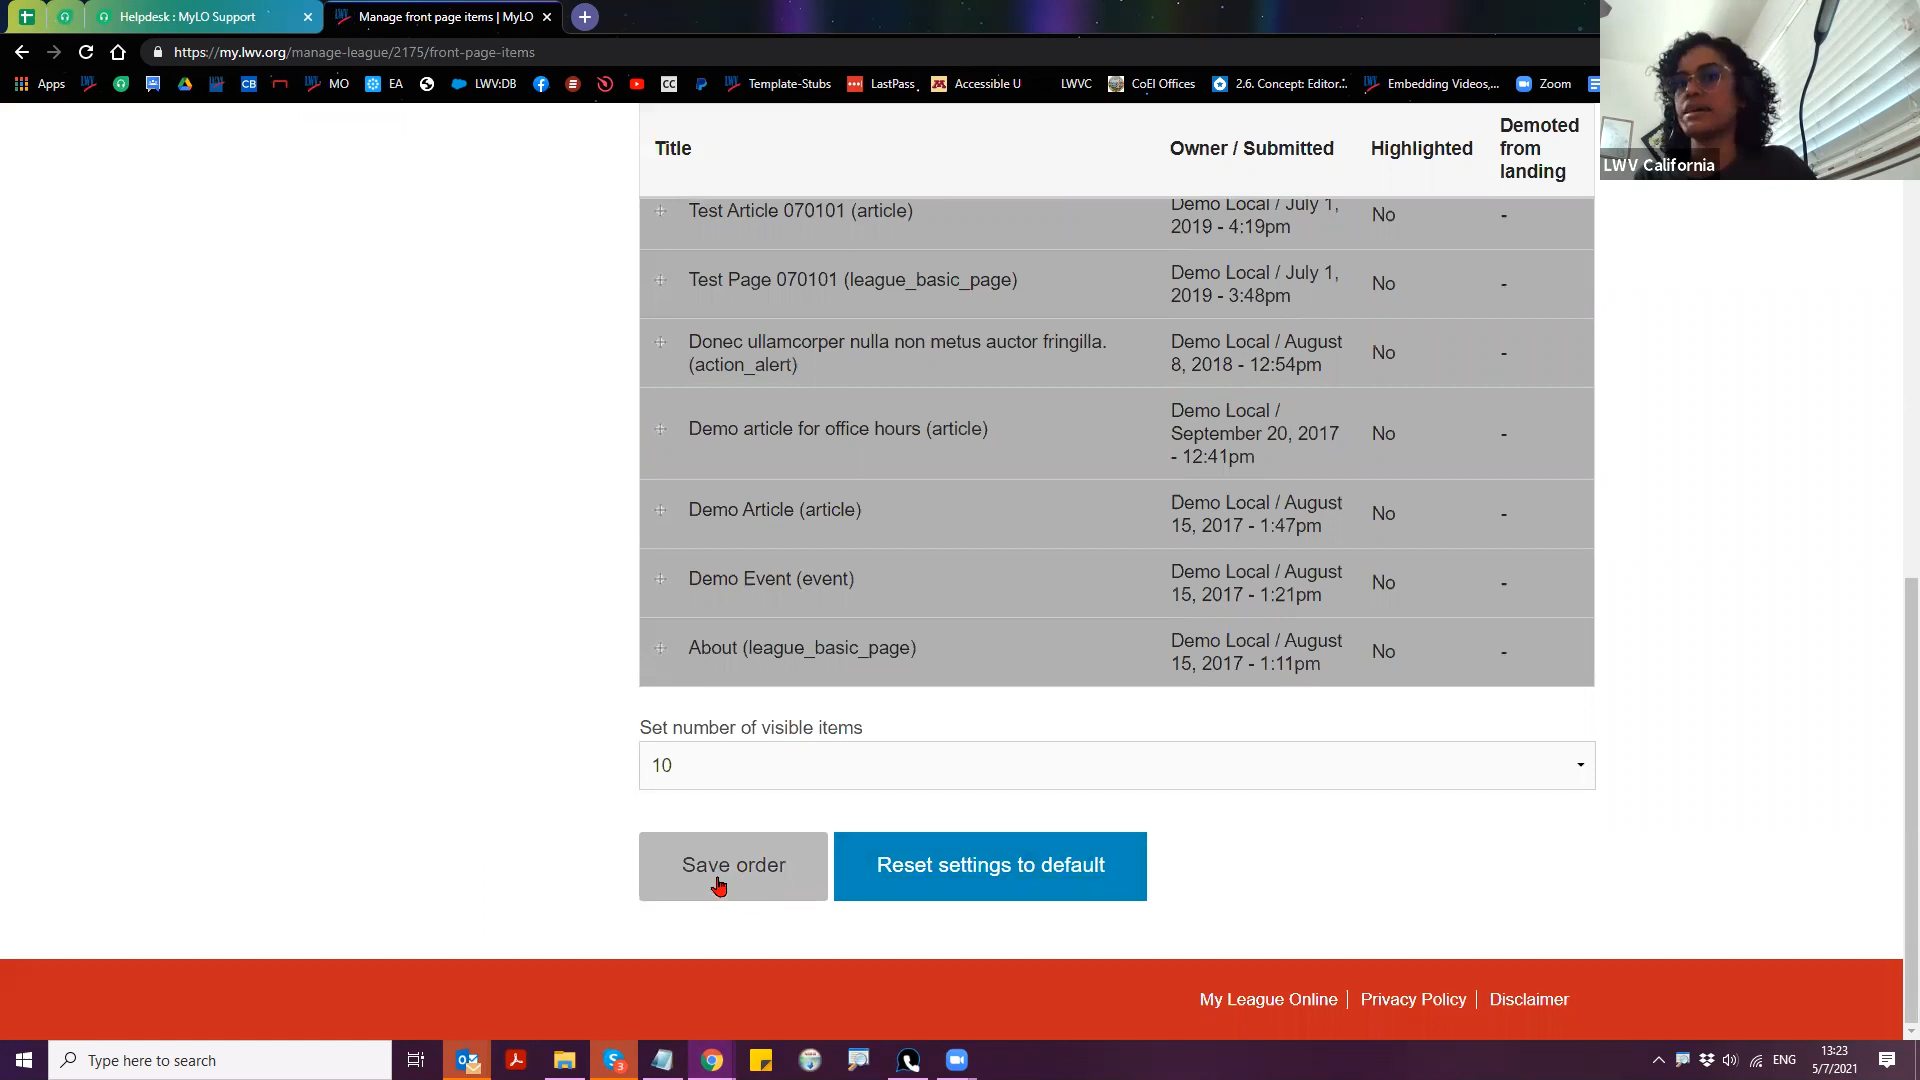 Helpdesk : MyLO Support
Manage front page items | MyLO
https://my.lwv.org/manage-league/2175/front-page-items
Apps
CB
MO
EA
LWV:DB
CC
Template-Stubs
LastPass
Accessible U
LWVC
CoEl Offices
2.6. Concept: Editor...
Embedding Videos,...
Zoom
LWV California
Title
Owner / Submitted
Highlighted
Demoted
from
landing
Test Article 070101 (article)
Demo Local / July 1,
2019 - 4:19pm
No
-
Test Page 070101 (league_basic_page)
Demo Local / July 1,
2019 - 3:48pm
No
-
Donec ullamcorper nulla non metus auctor fringilla.
(action_alert)
Demo Local / August
8, 2018 - 12:54pm
No
-
Demo article for office hours (article)
Demo Local /
September 20, 2017
- 12:41pm
No
-
Demo Article (article)
Demo Local / August
15, 2017 - 1:47pm
No
-
Demo Event (event)
Demo Local / August
15, 2017 - 1:21pm
No
-
About (league_basic_page)
Demo Local / August
15, 2017 - 1:11pm
No
-
Set number of visible items
10
Save order
Reset settings to default
My League Online
Privacy Policy
Disclaimer
Type here to search
ENG
13:23
5/7/2021